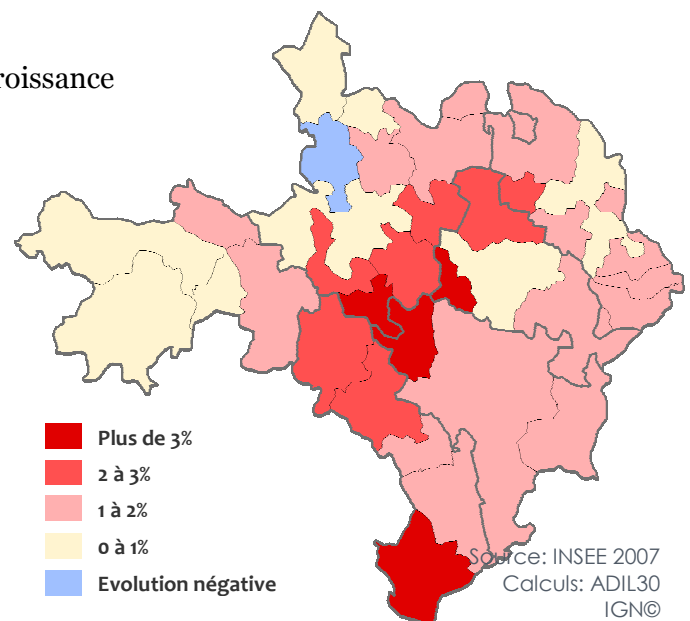 roissance
Plus de 3%
2 à 3%
1 à 2%
0 à 1%
Evolution négative
Source: INSEE 2007
Calculs: ADIL30
IGN©